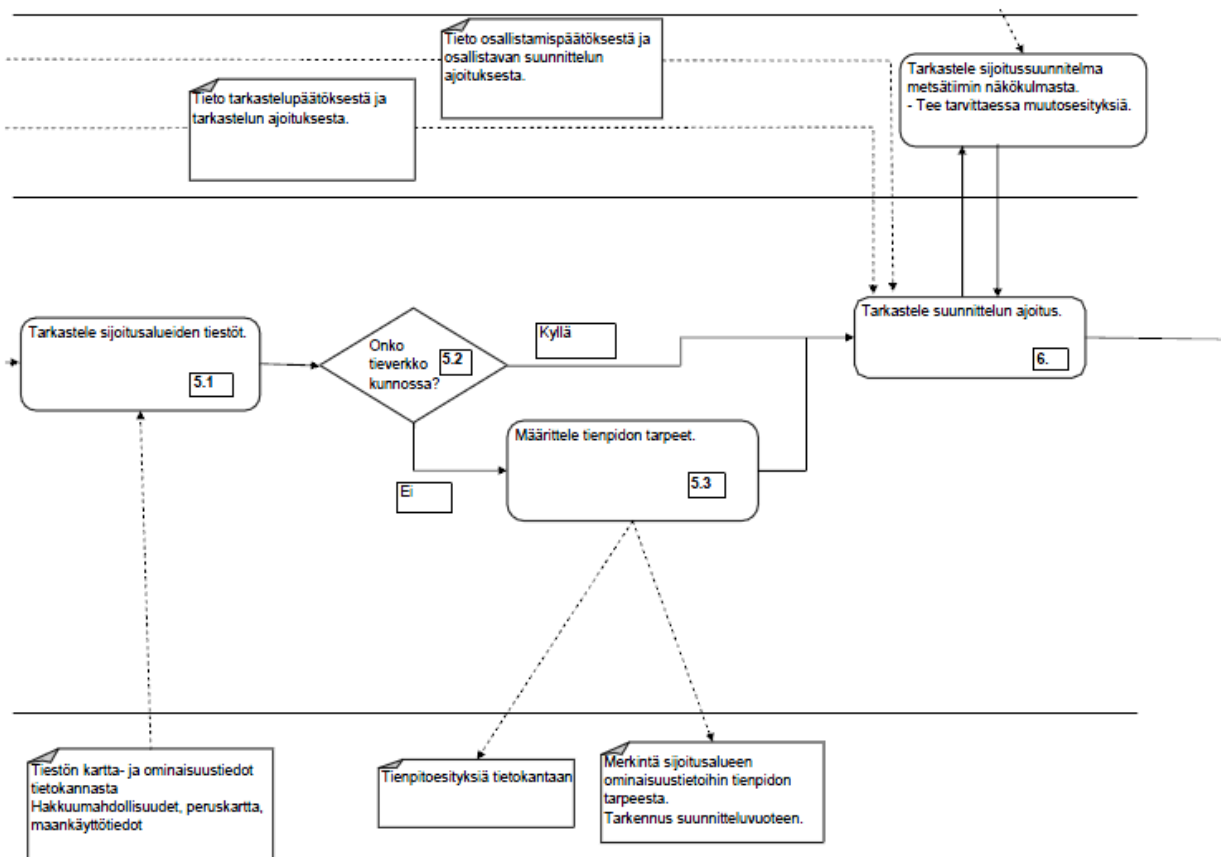 Tieto osallistamispäätöksestä ja
osallistavan suunnittelun
ajoituksesta.
Tarkastele sijoitussuunnitelma
metsätiimin näkökulmasta.
- Tee tarvittaessa muutosesityksiä.
Tieto tarkastelupäätöksestä ja
tarkastelun ajoituksesta.
Tarkastele sijoitusalueiden tiestöt.
5.1
Onko
tieverkko
kunnossa?
5.2
Kyllä
Ei
Määrittele tienpidon tarpeet.
5.3
Tarkastele suunnittelun ajoitus.
6.
Tiestön kartta- ja ominaisuustiedot
tietokannasta
Hakkuumahdollisuudet, peruskartta,
maankäyttötiedot
Tienpitoesityksiä tietokantaan
Merkintä sijoitusalueen
ominaisuustietoihin tienpidon
tarpeesta.
Tarkennus suunnitteluvuoteen.